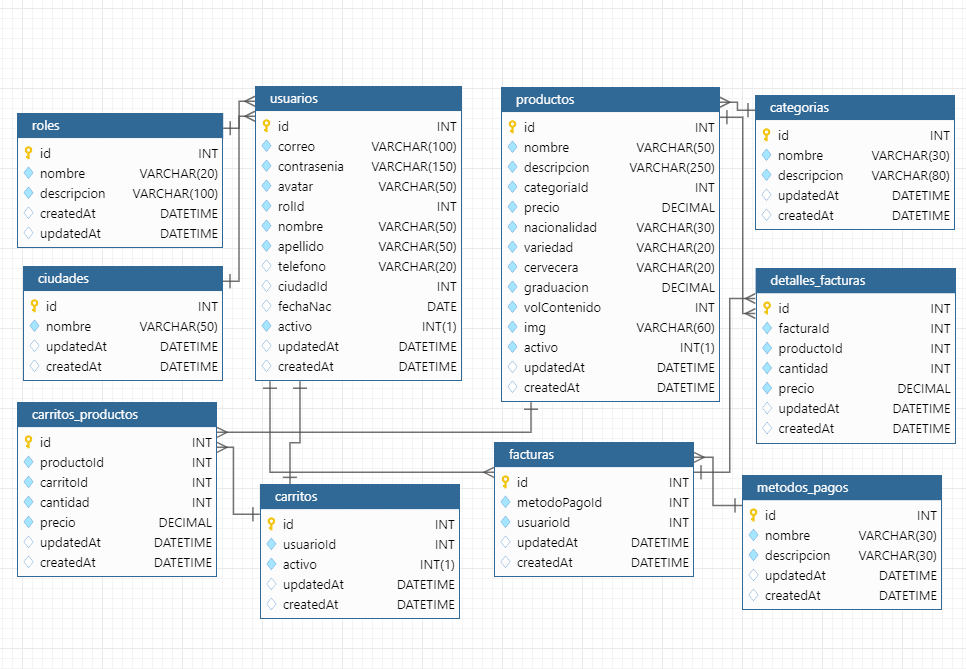 roles
id INT
nombre VARCHAR(20)
descripcion VARCHAR(100)
createdAt DATETIME
updatedAt DATETIME
ciudades
id INT
nombre VARCHAR(50)
updatedAt DATETIME
createdAt DATETIME
carritos_productos
id INT
productoId INT
carritoId INT
cantidad INT
precio DECIMAL
updatedAt DATETIME
createdAt DATETIME
usuarios
id INT
correo VARCHAR(100)
contrasenia VARCHAR(150)
avatar VARCHAR(50)
rolId INT
nombre VARCHAR(50)
apellido VARCHAR(50)
telefono VARCHAR(20)
ciudadId INT
fechaNac DATE
activo INT(1)
updatedAt DATETIME
createdAt DATETIME
carritos
id INT
usuarioId INT
activo INT(1)
updatedAt DATETIME
createdAt DATETIME
productos
id INT
nombre VARCHAR(50)
descripcion VARCHAR(250)
categoriaId INT
precio DECIMAL
nacionalidad VARCHAR(30)
variedad VARCHAR(20)
cervecera VARCHAR(20)
graduacion DECIMAL
volContenido INT
img VARCHAR(60)
activo INT(1)
updatedAt DATETIME
createdAt DATETIME
facturas
id INT
metodoPagoId INT
usuarioId INT
updatedAt DATETIME
createdAt DATETIME
categorias
id INT
nombre VARCHAR(30)
descripcion VARCHAR(80)
updatedAt DATETIME
createdAt DATETIME
detalles_facturas
id INT
facturaId INT
productoId INT
cantidad INT
precio DECIMAL
updatedAt DATETIME
createdAt DATETIME
metodos_pagos
id INT
nombre VARCHAR(30)
descripcion VARCHAR(30)
updatedAt DATETIME
createdAt DATETIME